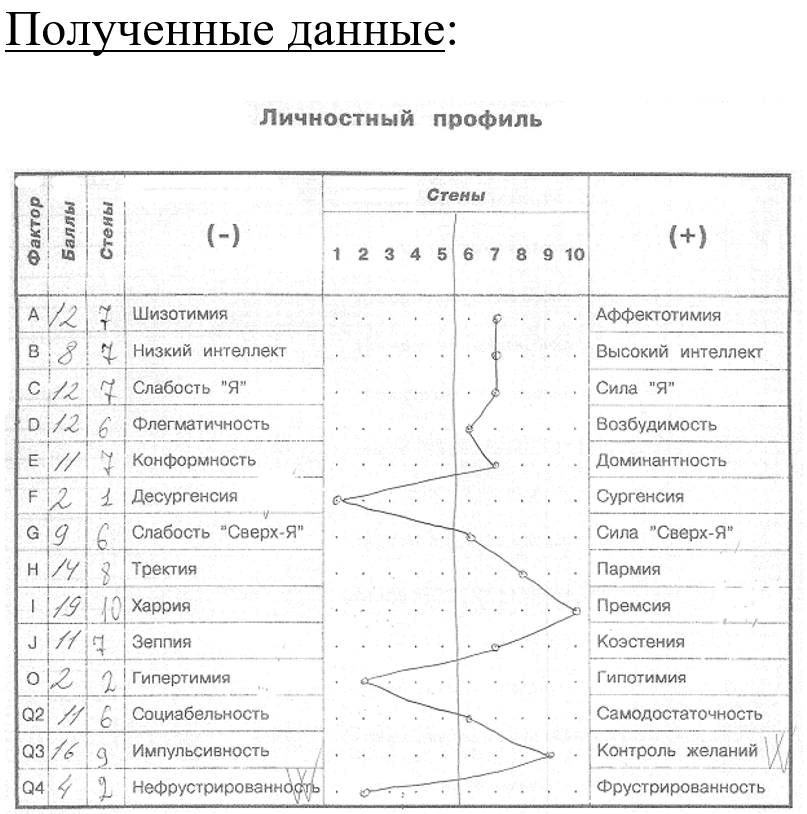 Полученные данные:
Личностный профиль
Фактор Баллы Стены (-) Стены (+)
1 2 3 4 5 6 7 8 9 10
A 12 7 Шизотимия Аффектотимия
B 8 7 Низкий интеллект Высокий интеллект
C 12 7 Слабость "Я" Сила "Я"
D 12 6 Флегматичность Возбудимость
E 11 7 Конформность Доминантность
F 2 1 Десургенсия Сургенсия
G 9 6 Слабость "Сверх-Я" Сила "Сверх-Я"
H 14 8 Тректия Пармия
I 19 10 Харрия Премсия
J 11 7 Зеппия Коэстения
O 2 2 Гипертимия Гипотимия
Q2 11 6 Социабельность Самодостаточность
Q3 16 9 Импульсивность Контроль желаний
Q4 4 2 Нефрустрированность Фрустрированность